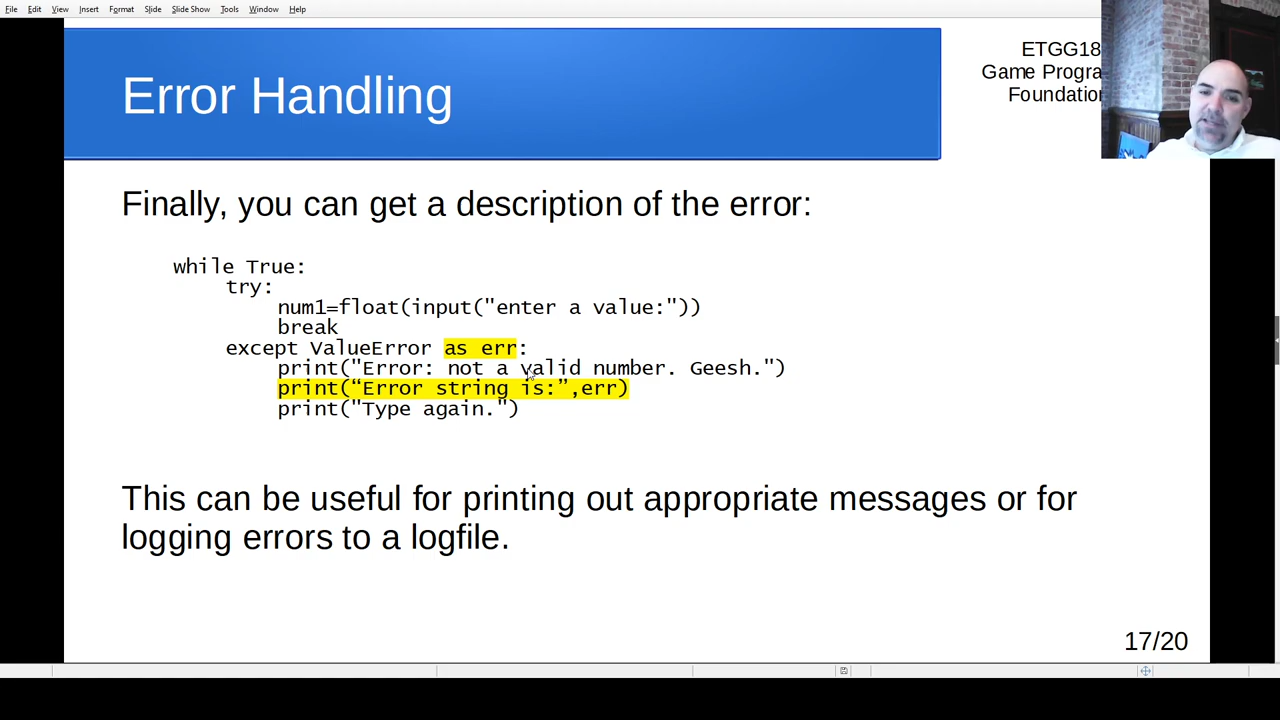 File Edit View Insert Format Slide Slide Show Tools Window Help
Error Handling
ETGG18
Game Progra
Foundation
Finally, you can get a description of the error:
while True:
try:
num1=float(input("enter a value:"))
break
except ValueError as err:
print("Error: not a valid number. Geesh.")
print(“Error string is:”,err)
print("Type again.")
This can be useful for printing out appropriate messages or for
logging errors to a logfile.
17/20